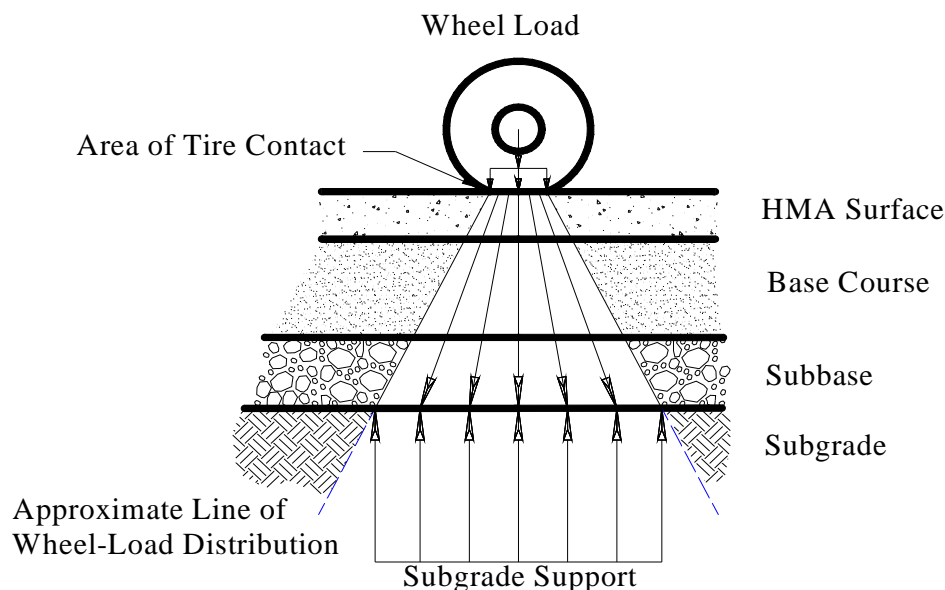 Wheel Load
Area of Tire Contact
HMA Surface
Base Course
Subbase
Subgrade
Approximate Line of
Wheel-Load Distribution
Subgrade Support